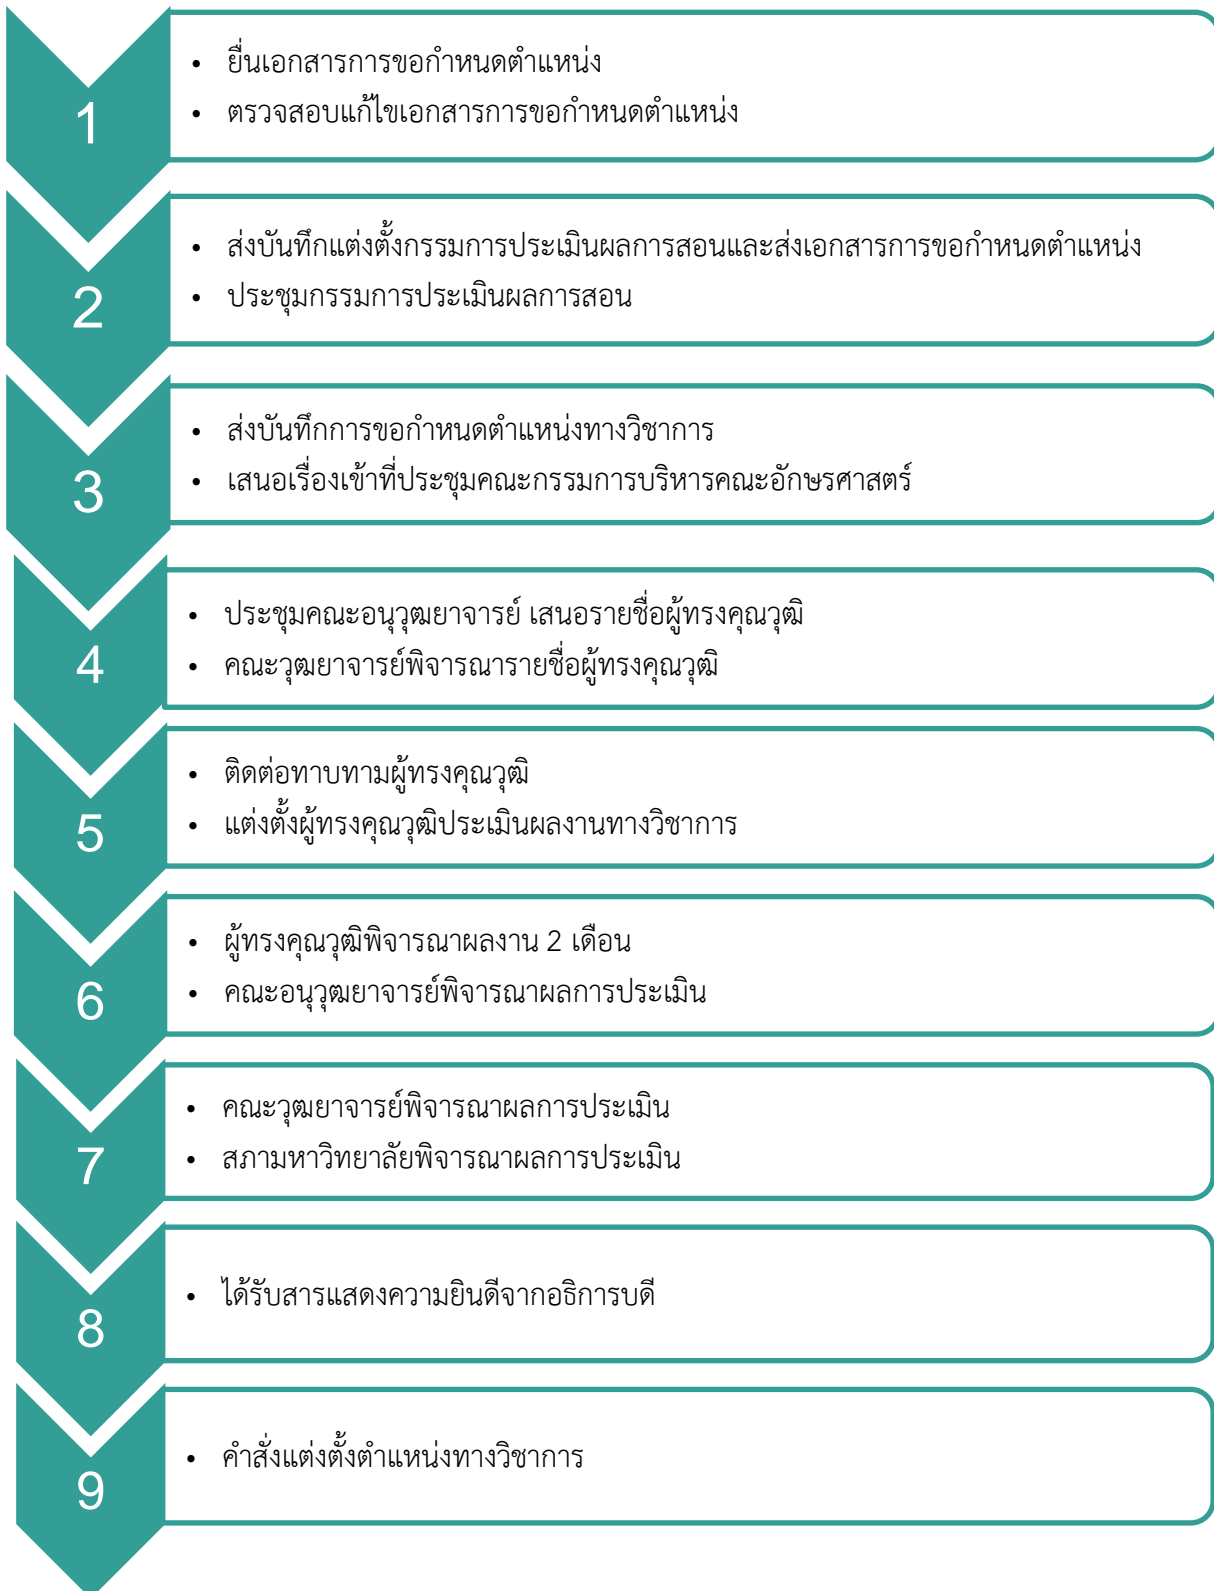 1
• ยื่นเอกสารการขอกำหนดตำแหน่ง
• ตรวจสอบแก้ไขเอกสารการขอกำหนดตำแหน่ง
2
• ส่งบันทึกแต่งตั้งกรรมการประเมินผลการสอนและส่งเอกสารการขอกำหนดตำแหน่ง
• ประชุมกรรมการประเมินผลการสอน
3
• ส่งบันทึกการขอกำหนดตำแหน่งทางวิชาการ
• เสนอเรื่องเข้าที่ประชุมคณะกรรมการบริหารคณะอักษรศาสตร์
4
• ประชุมคณะอนุวุฒยาจารย์ เสนอรายชื่อผู้ทรงคุณวุฒิ
• คณะวุฒยาจารย์พิจารณารายชื่อผู้ทรงคุณวุฒิ
5
• ติดต่อทาบทามผู้ทรงคุณวุฒิ
• แต่งตั้งผู้ทรงคุณวุฒิประเมินผลงานทางวิชาการ
6
• ผู้ทรงคุณวุฒิพิจารณาผลงาน 2 เดือน
• คณะอนุวุฒยาจารย์พิจารณาผลการประเมิน
7
• คณะวุฒยาจารย์พิจารณาผลการประเมิน
• สภามหาวิทยาลัยพิจารณาผลการประเมิน
8
• ได้รับสารแสดงความยินดีจากอธิการบดี
9
• คำสั่งแต่งตั้งตำแหน่งทางวิชาการ